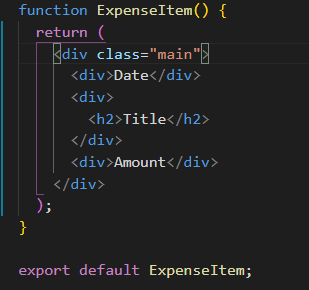 function ExpenseItem() {
  return (
    <div class="main">
      <div>Date</div>
      <div>
        <h2>Title</h2>
      </div>
      <div>Amount</div>
    </div>
  );
}

export default ExpenseItem;